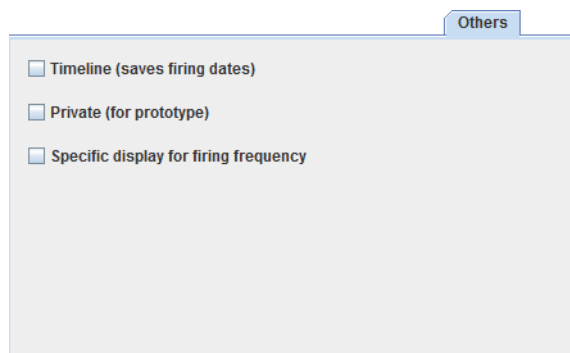 Others
Timeline (saves firing dates)
Private (for prototype)
Specific display for firing frequency